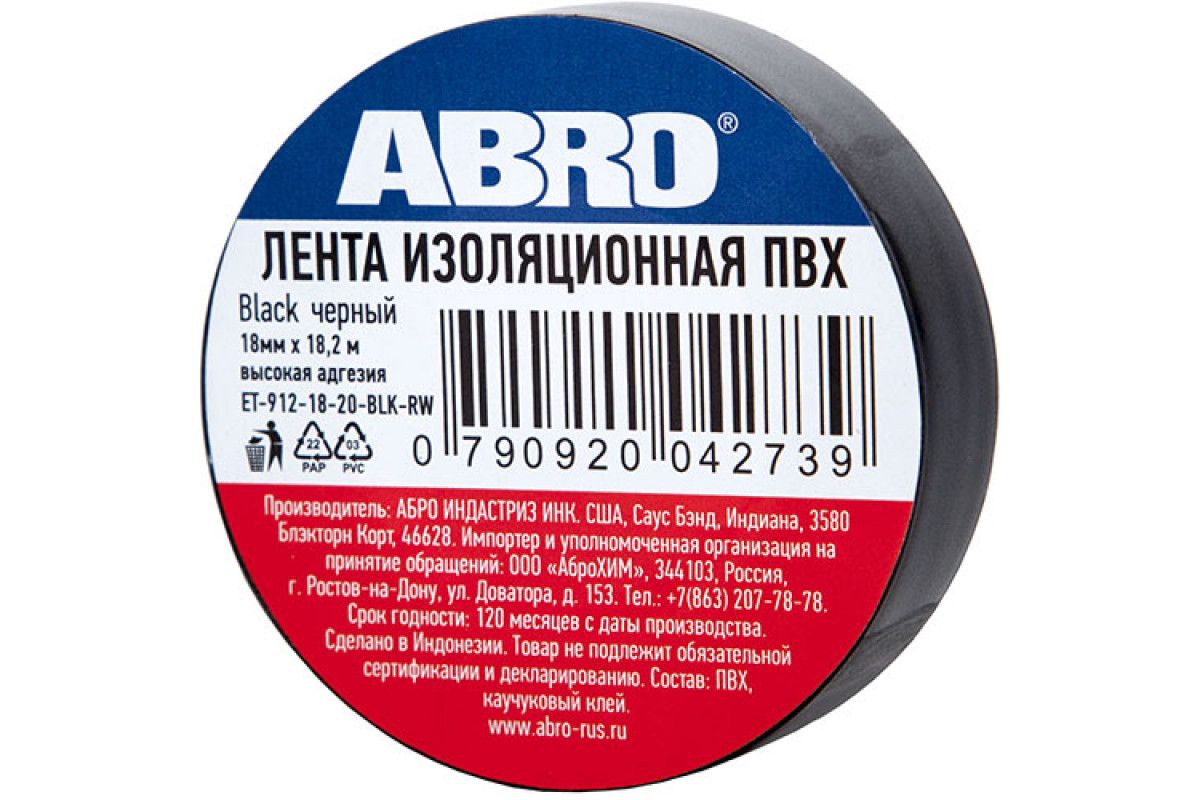 ABRO®
ЛЕНТА ИЗОЛЯЦИОННАЯ ПВХ
Black черный
18мм x 18,2 м
высокая адгезия
ET-912-18-20-BLK-RW
22 03
PAP PVC
0 790920 042739
Производитель: АБРО ИНДАСТРИЗ ИНК. США, Саус Бэнд, Индиана, 3580
Блэкторн Корт, 46628. Импортер и уполномоченная организация на
принятие обращений: ООО «АброХИМ», 344103, Россия,
г. Ростов-на-Дону, ул. Доватора, д. 153. Тел.: +7(863) 207-78-78.
Срок годности: 120 месяцев с даты производства.
Сделано в Индонезии. Товар не подлежит обязательной
сертификации и декларированию. Состав: ПВХ,
каучуковый клей.
www.abro-rus.ru